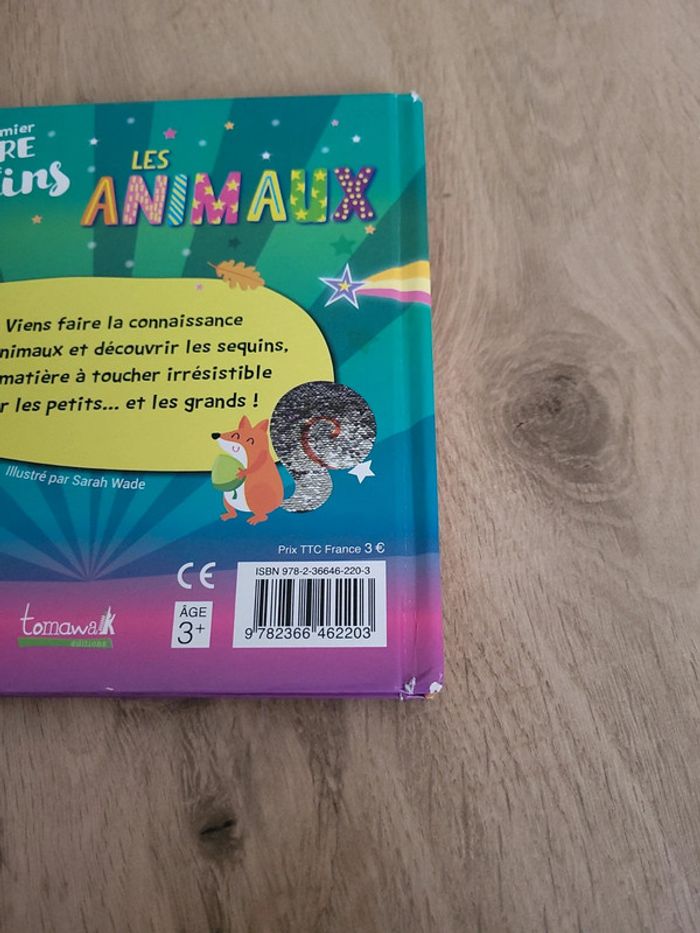 mier
RE
ins
LES
ANIMAUX
Viens faire la connaissance
nimaux et découvrir les sequins,
matière à toucher irrésistible
r les petits... et les grands !
Illustré par Sarah Wade
Prix TTC France 3 €
CE
ISBN 978-2-36646-220-3
ÂGE
3+
9 782366 462203
tomawak
éditions